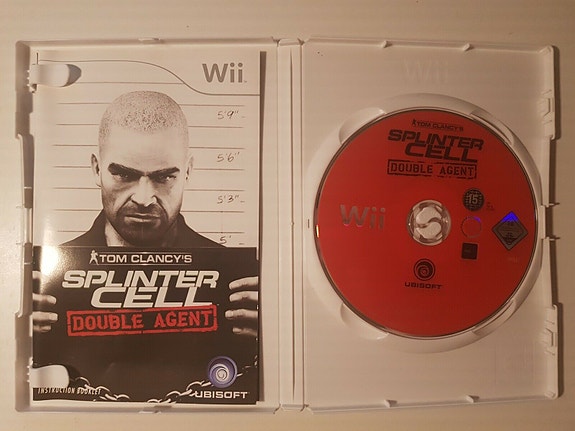 Wii
5'9"
5'6"
5'3"
5'
TOM CLANCY'S
SPLINTER
CELL
DOUBLE AGENT
INSTRUCTION BOOKLET
UBISOFT
Wii
TOM CLANCY'S
SPLINTER
CELL
DOUBLE AGENT
15
Wii
UBISOFT